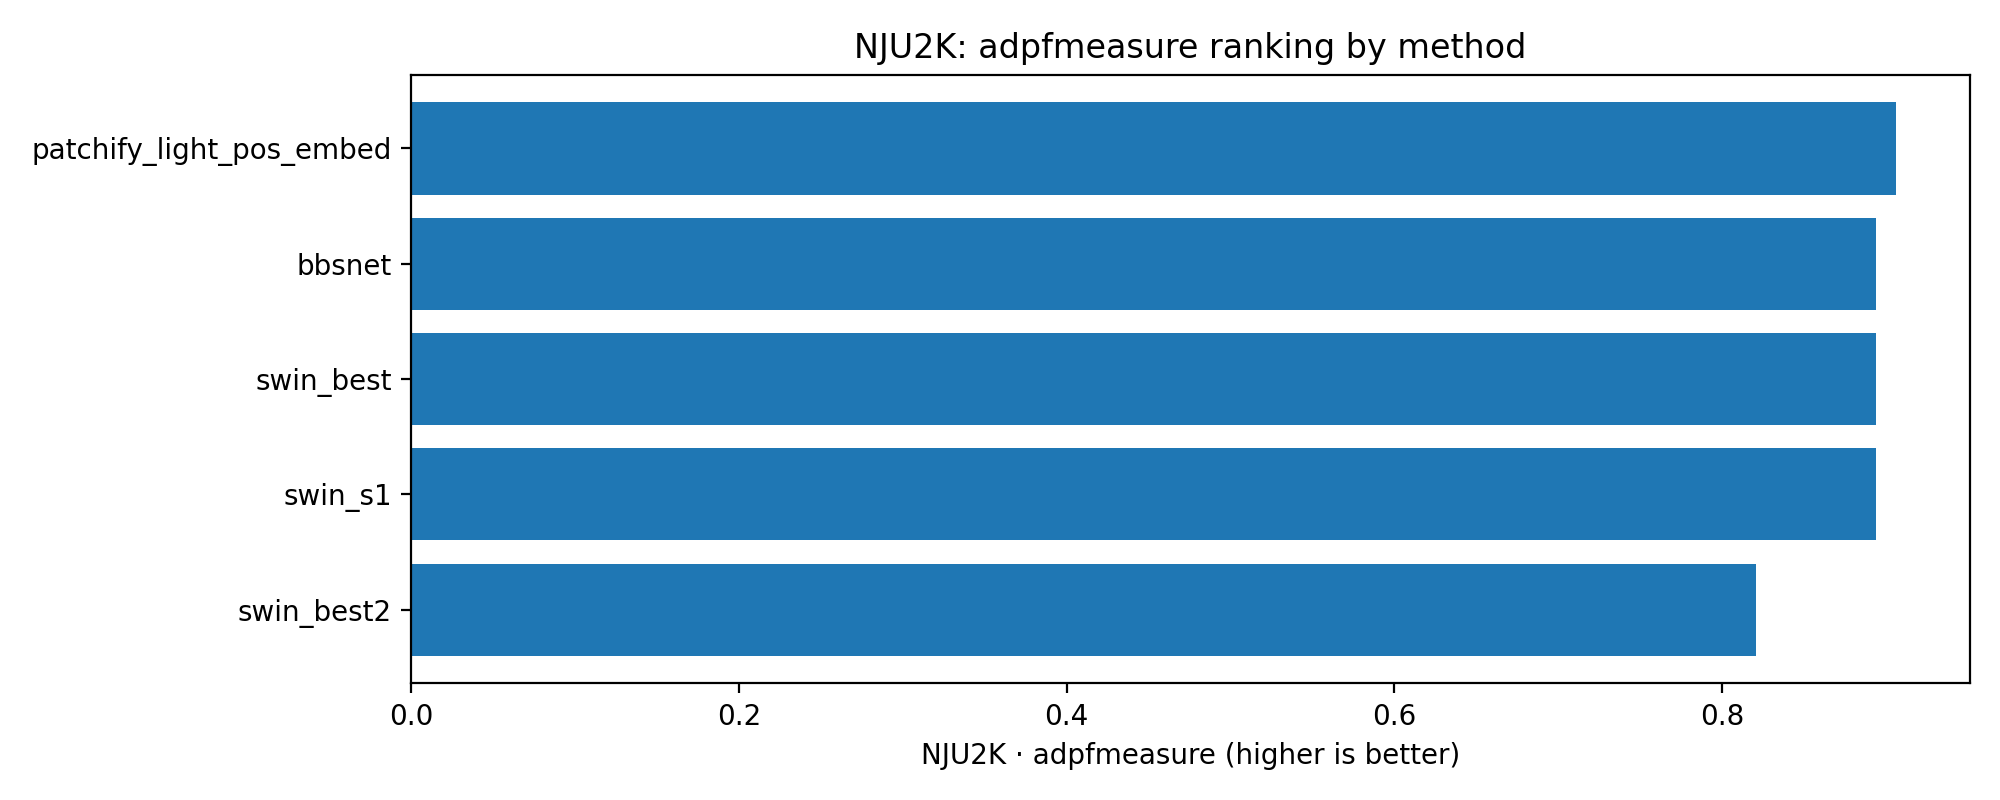 NJU2K: adpfmeasure ranking by method
patchify_light_pos_embed
bbsnet
swin_best
swin_s1
swin_best2
0.0 0.2 0.4 0.6 0.8
NJU2K · adpfmeasure (higher is better)